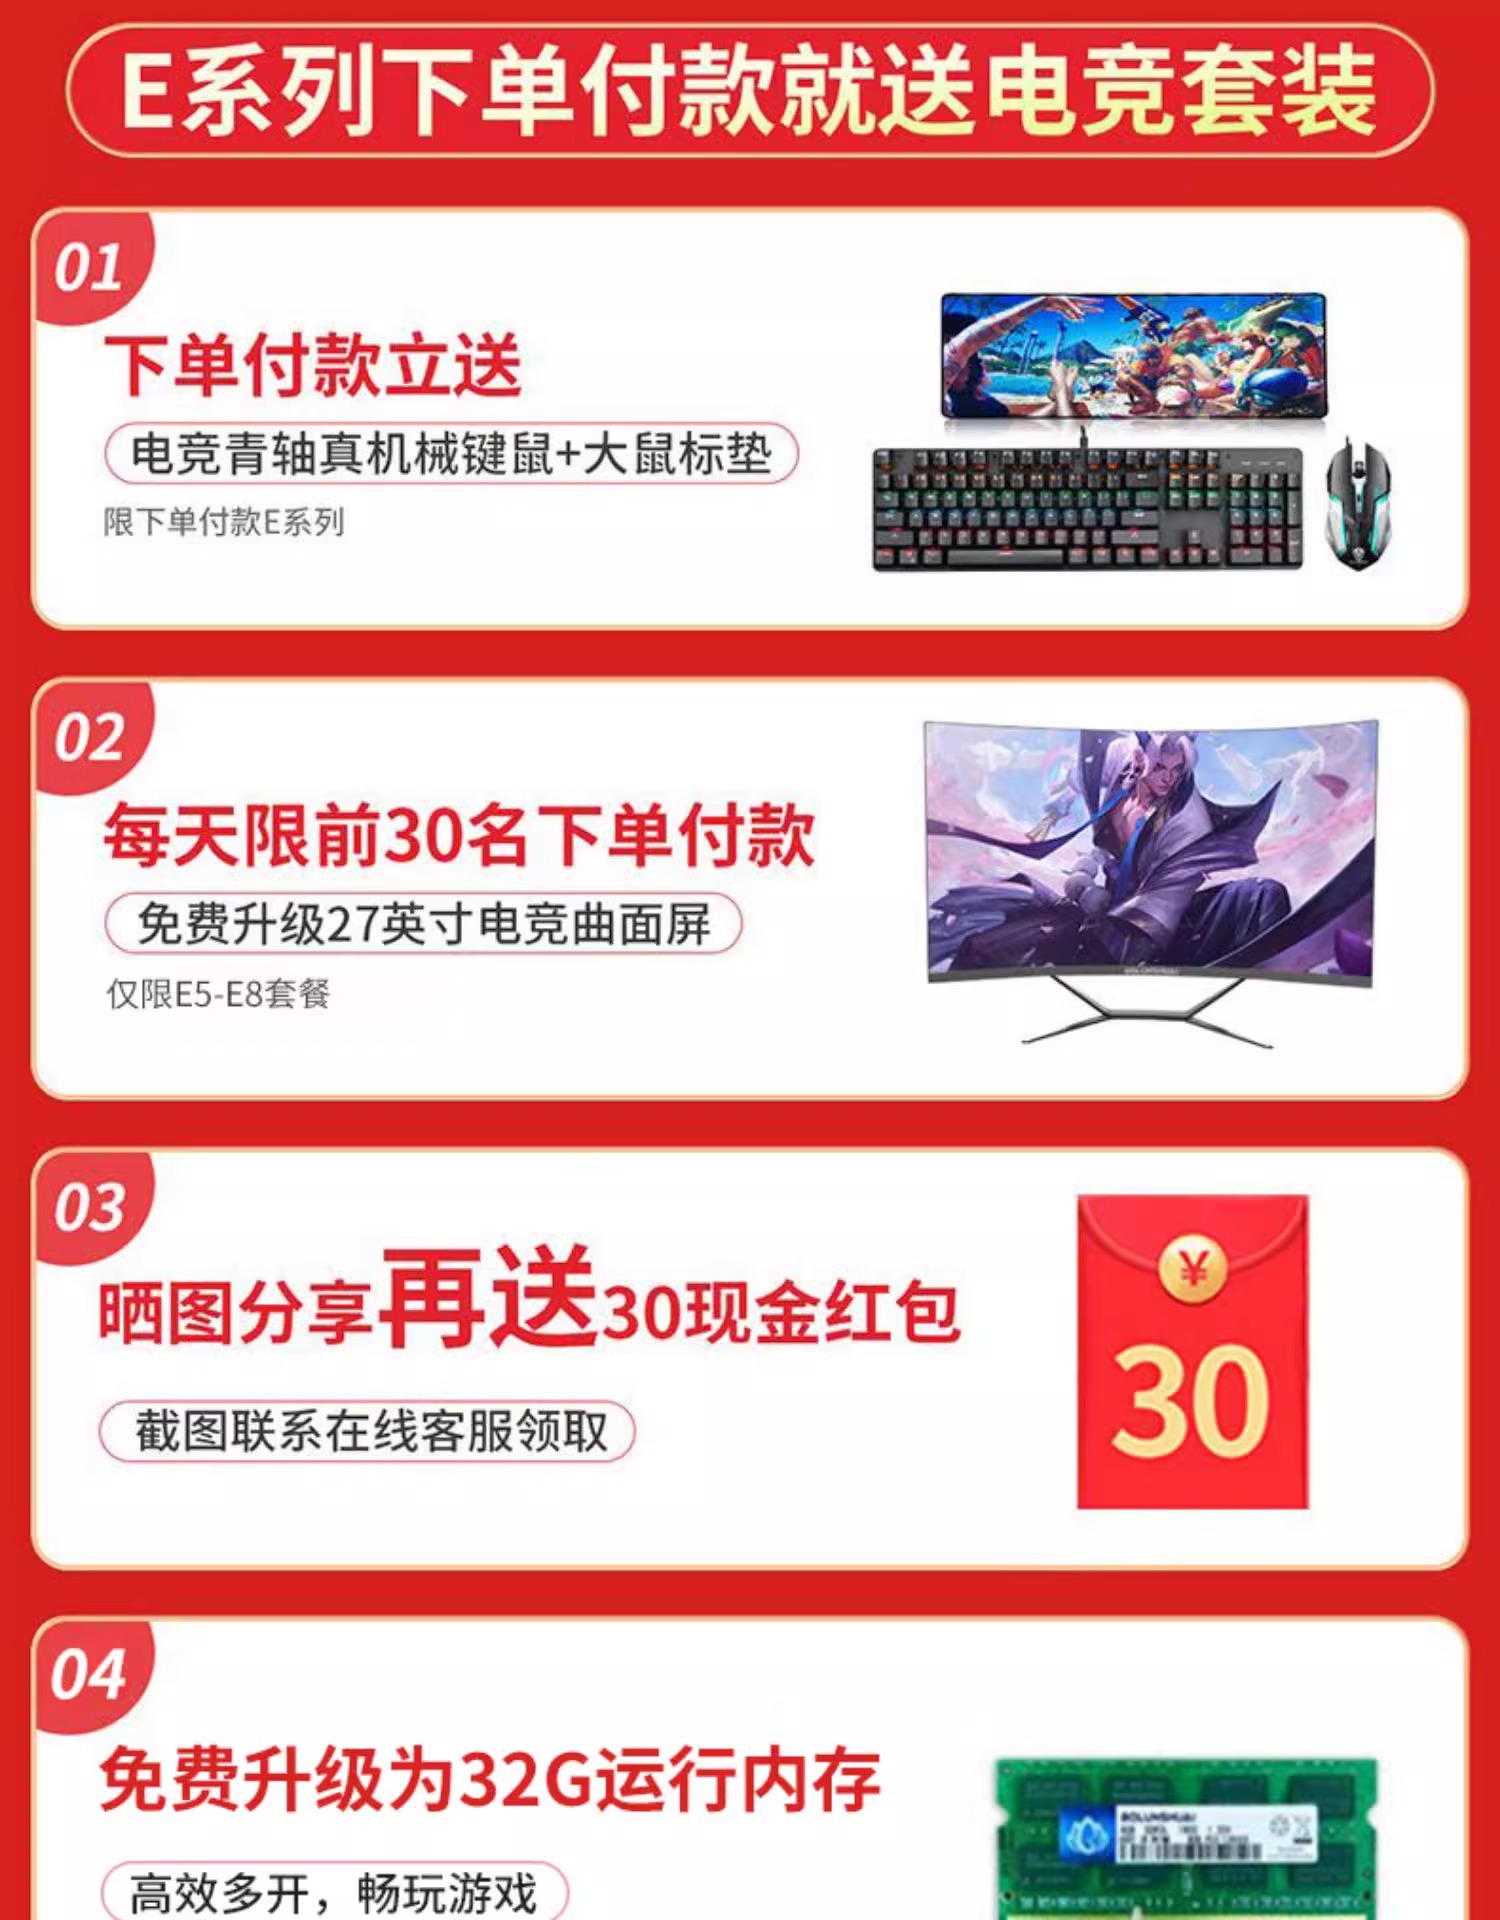 E系列下单付款就送电竞套装
01
下单付款立送
电竞青轴真机械键鼠+大鼠标垫
限下单付款E系列
02
每天限前30名下单付款
免费升级27英寸电竞曲面屏
仅限E5-E8套餐
03
晒图分享再送30现金红包
截图联系在线客服领取
¥
30
04
免费升级为32G运行内存
BOLUNSHUAI
高效多开，畅玩游戏